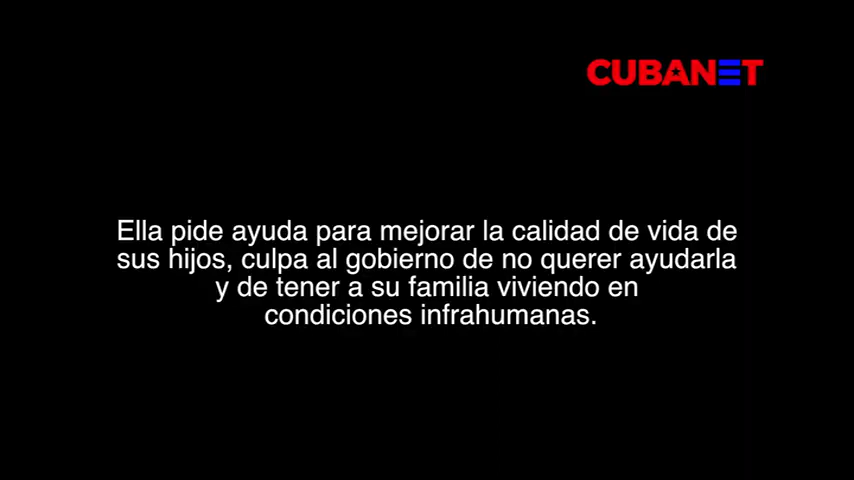 CUBANET
Ella pide ayuda para mejorar la calidad de vida de
sus hijos, culpa al gobierno de no querer ayudarla
y de tener a su familia viviendo en
condiciones infrahumanas.